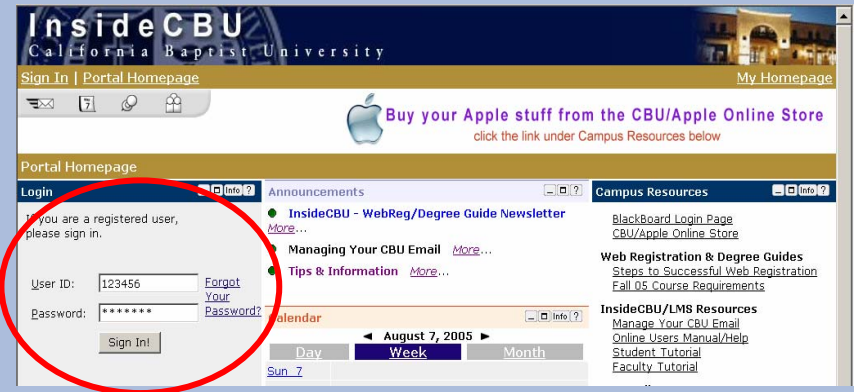 InsideCBU
California Baptist University
Sign In | Portal Homepage
My Homepage
7
Buy your Apple stuff from the CBU/Apple Online Store
click the link under Campus Resources below
Portal Homepage
Login
Info ?
If you are a registered user,
please sign in.
User ID: 123456
Password: *******
Forgot
Your
Password?
Sign In!
Announcements
?
InsideCBU - WebReg/Degree Guide Newsletter
More...
Managing Your CBU Email More...
Tips & Information More...
Calendar
Info ?
◄ August 7, 2005 ►
Day Week Month
Sun 7
Campus Resources
Info ?
BlackBoard Login Page
CBU/Apple Online Store
Web Registration & Degree Guides
Steps to Successful Web Registration
Fall 05 Course Requirements
InsideCBU/LMS Resources
Manage Your CBU Email
Online Users Manual/Help
Student Tutorial
Faculty Tutorial